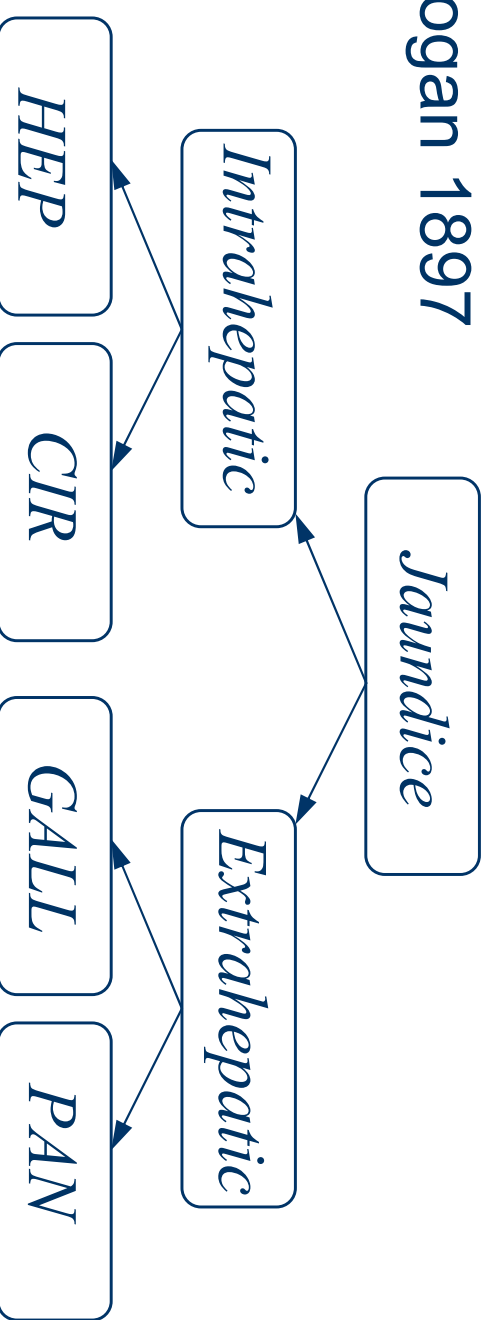 ogan 1897
Jaundice
Intrahepatic
Extrahepatic
HEP
CIR
GALL
PAN